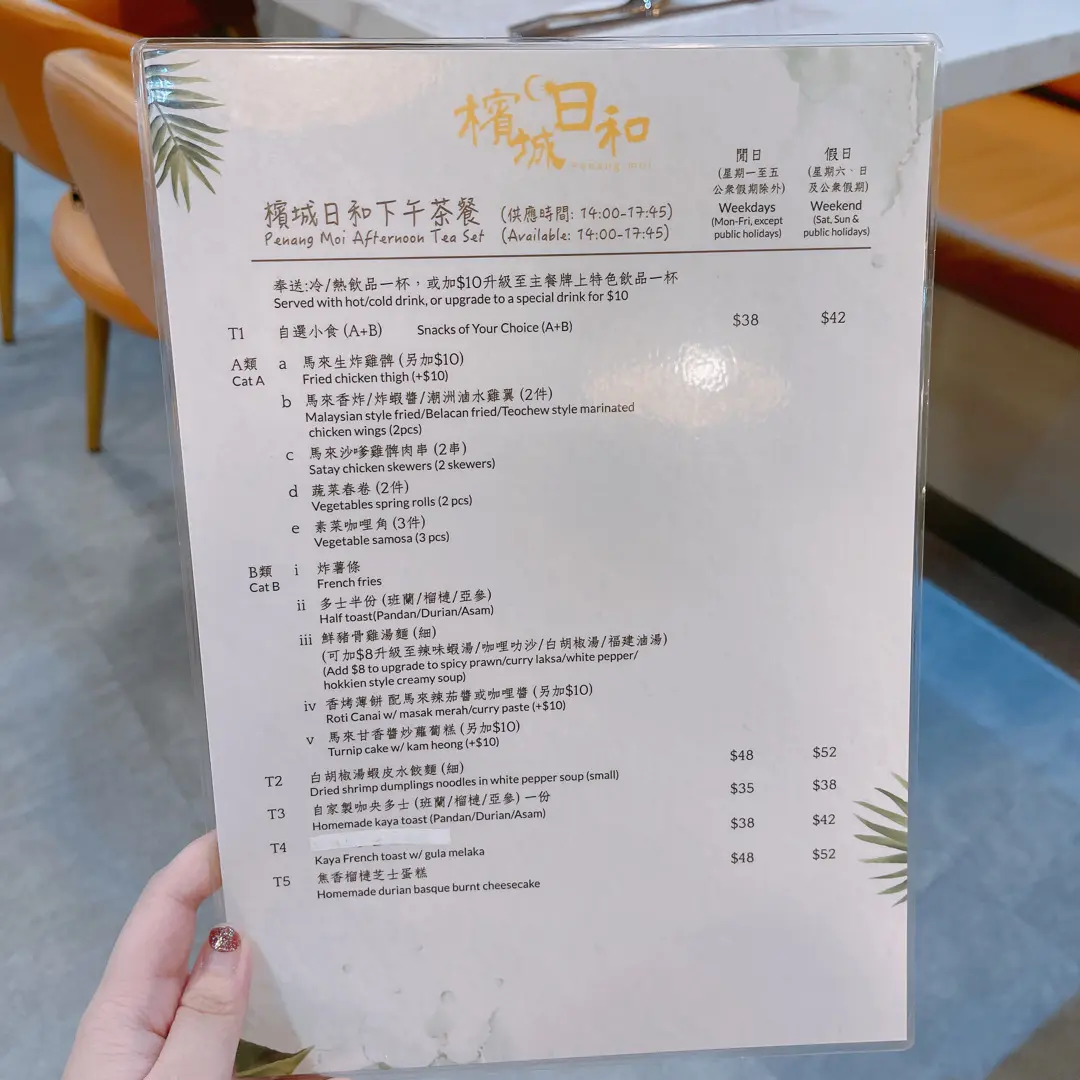 檳城日和
Penang Moi
閒日
(星期一至五
公衆假期除外)
Weekdays
(Mon-Fri, except
public holidays)
假日
(星期六、日
及公衆假期)
Weekend
(Sat, Sun &
public holidays)
檳城日和下午茶餐 (供應時間: 14:00-17:45)
Penang Moi Afternoon Tea Set (Available: 14:00-17:45)
奉送:冷/熱飲品一杯，或加$10升級至主餐牌上特色飲品一杯
Served with hot/cold drink, or upgrade to a special drink for $10
T1 自選小食 (A+B) Snacks of Your Choice (A+B) $38 $42
A類 a 馬來生炸雞髀 (另加$10)
Cat A Fried chicken thigh (+$10)
b 馬來香炸/炸蝦醬/潮洲滷水雞翼 (2件)
Malaysian style fried/Belacan fried/Teochew style marinated
chicken wings (2pcs)
c 馬來沙嗲雞髀肉串 (2串)
Satay chicken skewers (2 skewers)
d 蔬菜春卷 (2件)
Vegetables spring rolls (2 pcs)
e 素菜咖哩角 (3件)
Vegetable samosa (3 pcs)
B類 i 炸薯條
Cat B French fries
ii 多士半份 (班蘭/榴槤/亞參)
Half toast(Pandan/Durian/Asam)
iii 鮮豬骨雞湯麵 (細)
(可加$8升級至辣味蝦湯/咖哩叻沙/白胡椒湯/福建滷湯)
(Add $8 to upgrade to spicy prawn/curry laksa/white pepper/
hokkien style creamy soup)
iv 香烤薄餅 配馬來辣茄醬或咖哩醬 (另加$10)
Roti Canai w/ masak merah/curry paste (+$10)
v 馬來甘香醬炒蘿蔔糕 (另加$10)
Turnip cake w/ kam heong (+$10)
T2 白胡椒湯蝦皮水餃麵 (細) $48 $52
Dried shrimp dumplings noodles in white pepper soup (small)
T3 自家製咖央多士 (班蘭/榴槤/亞參) 一份 $35 $38
Homemade kaya toast (Pandan/Durian/Asam)
T4 $38 $42
Kaya French toast w/ gula melaka
T5 焦香榴槤芝士蛋糕 $48 $52
Homemade durian basque burnt cheesecake